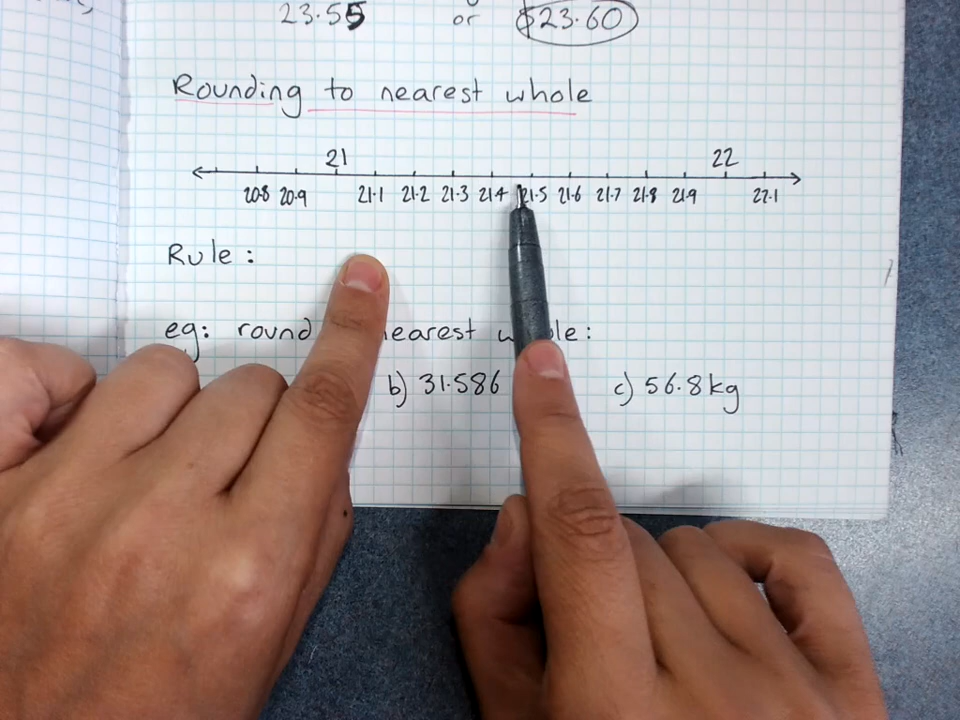 23.55 or $23.60
Rounding to nearest whole
21 22
20.8 20.9 21.1 21.2 21.3 21.4 21.5 21.6 21.7 21.8 21.9 22.1
Rule:
eg: round nearest whole:
b) 31.586 c) 56.8kg